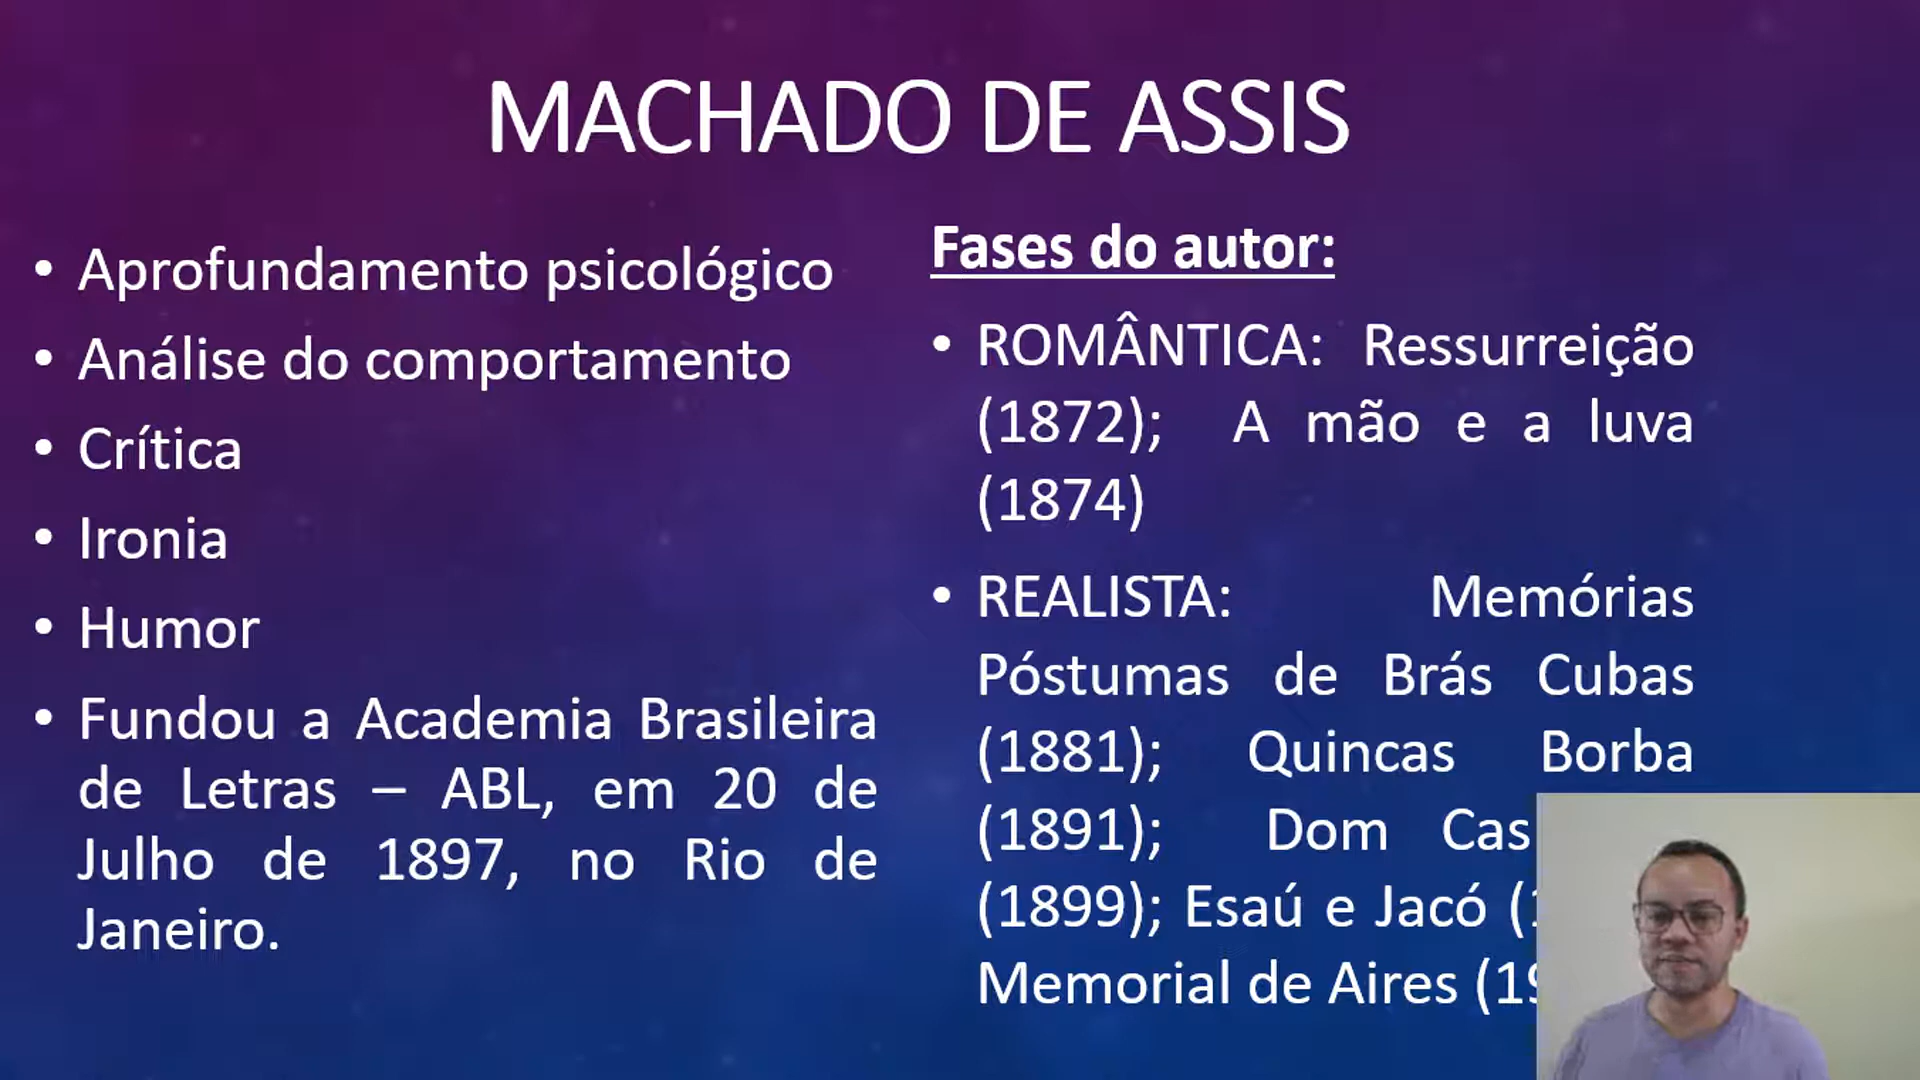 MACHADO DE ASSIS
• Aprofundamento psicológico
• Análise do comportamento
• Crítica
• Ironia
• Humor
• Fundou a Academia Brasileira
de Letras – ABL, em 20 de
Julho de 1897, no Rio de
Janeiro.
Fases do autor:
• ROMÂNTICA: Ressurreição
(1872); A mão e a luva
(1874)
• REALISTA: Memórias
Póstumas de Brás Cubas
(1881); Quincas Borba
(1891); Dom Cas
(1899); Esaú e Jacó (
Memorial de Aires (19